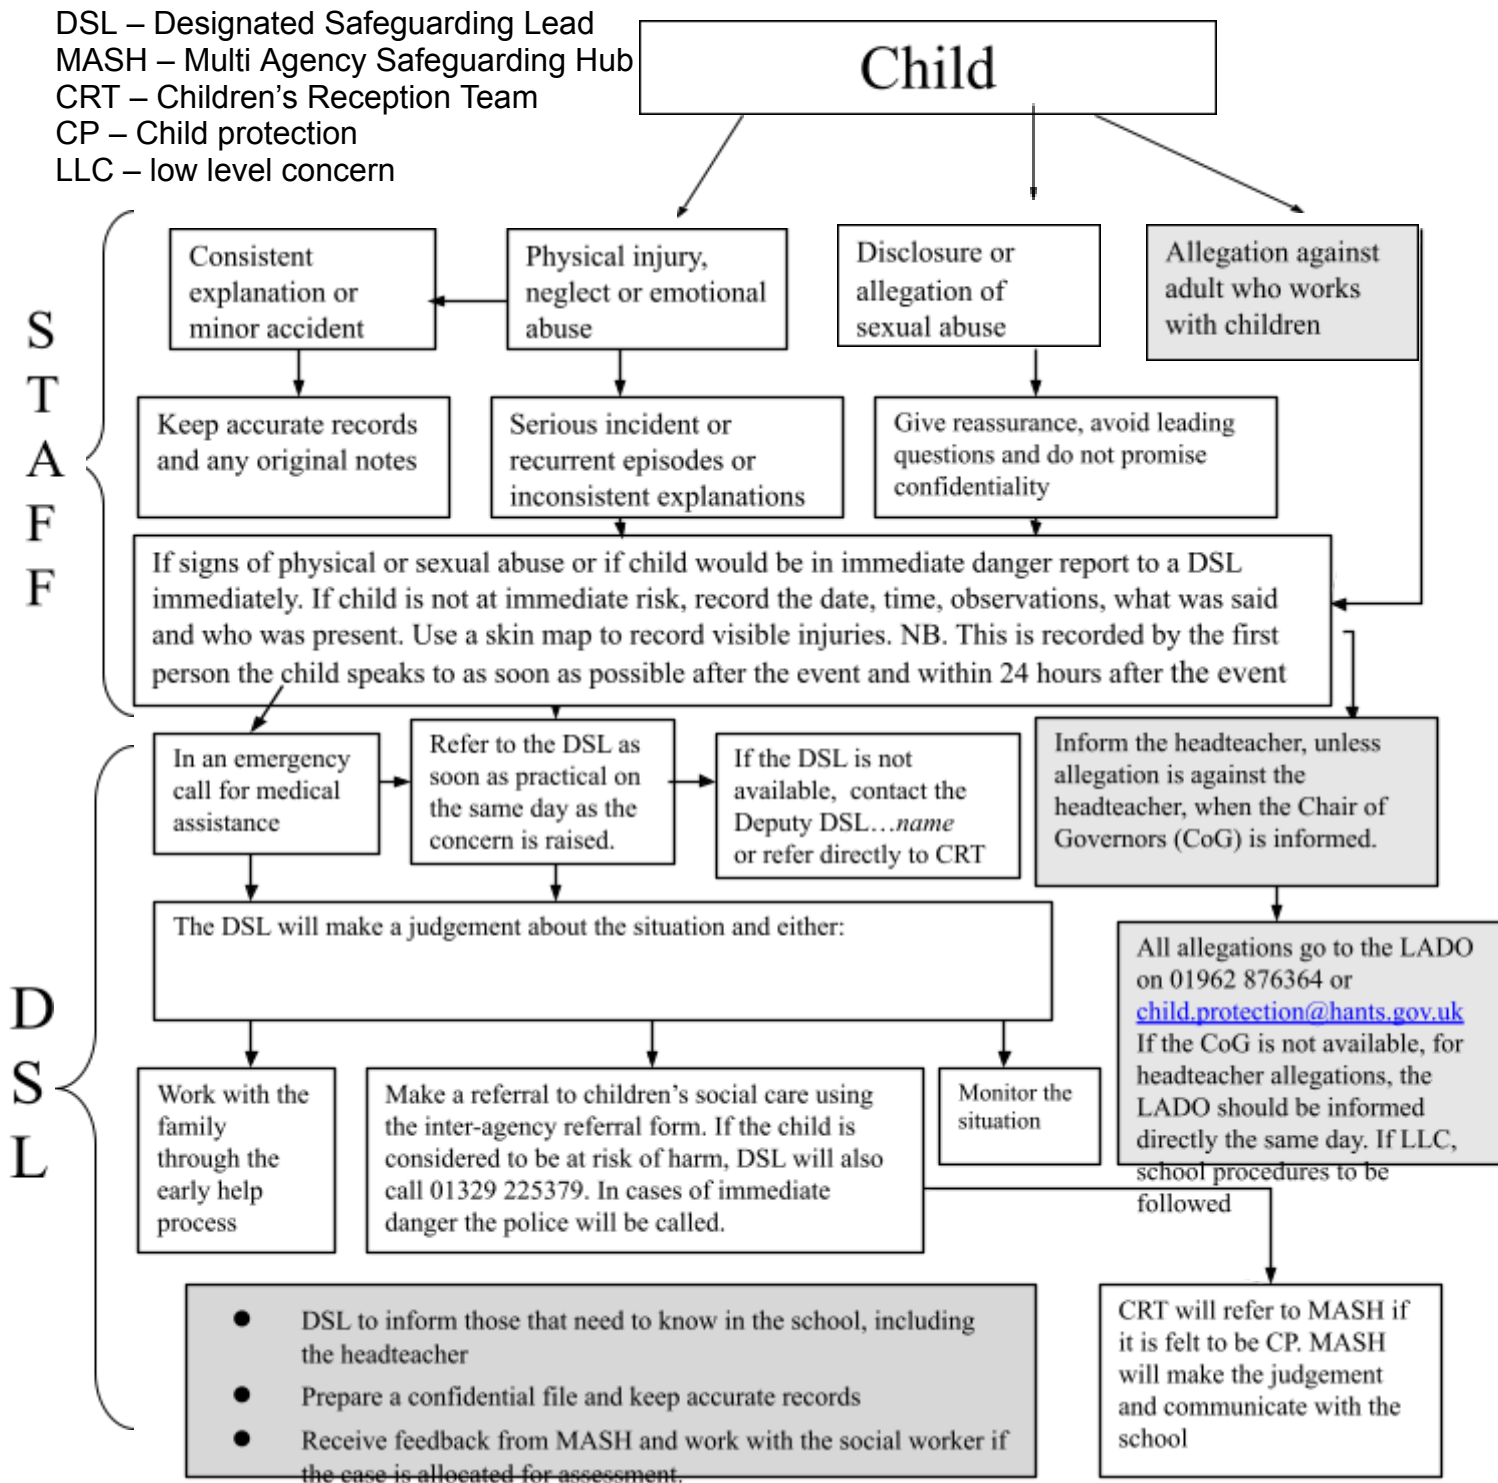 DSL – Designated Safeguarding Lead
MASH – Multi Agency Safeguarding Hub
CRT – Children's Reception Team
CP – Child protection
LLC – low level concern
Child
S
T
A
F
F
Consistent
explanation or
minor accident
Physical injury,
neglect or emotional
abuse
Disclosure or
allegation of
sexual abuse
Allegation against
adult who works
with children
Keep accurate records
and any original notes
Serious incident or
recurrent episodes or
inconsistent explanations
Give reassurance, avoid leading
questions and do not promise
confidentiality
If signs of physical or sexual abuse or if child would be in immediate danger report to a DSL
immediately. If child is not at immediate risk, record the date, time, observations, what was said
and who was present. Use a skin map to record visible injuries. NB. This is recorded by the first
person the child speaks to as soon as possible after the event and within 24 hours after the event
D
S
L
In an emergency
call for medical
assistance
Refer to the DSL as
soon as practical on
the same day as the
concern is raised.
If the DSL is not
available,  contact the
Deputy DSL…name
or refer directly to CRT
Inform the headteacher, unless
allegation is against the
headteacher, when the Chair of
Governors (CoG) is informed.
The DSL will make a judgement about the situation and either:
All allegations go to the LADO
on 01962 876364 or
child.protection@hants.gov.uk
If the CoG is not available, for
headteacher allegations, the
LADO should be informed
directly the same day. If LLC,
school procedures to be
followed
Work with the
family
through the
early help
process
Make a referral to children's social care using
the inter-agency referral form. If the child is
considered to be at risk of harm, DSL will also
call 01329 225379. In cases of immediate
danger the police will be called.
Monitor the
situation
● DSL to inform those that need to know in the school, including
the headteacher
● Prepare a confidential file and keep accurate records
● Receive feedback from MASH and work with the social worker if
the case is allocated for assessment.
CRT will refer to MASH if
it is felt to be CP. MASH
will make the judgement
and communicate with the
school